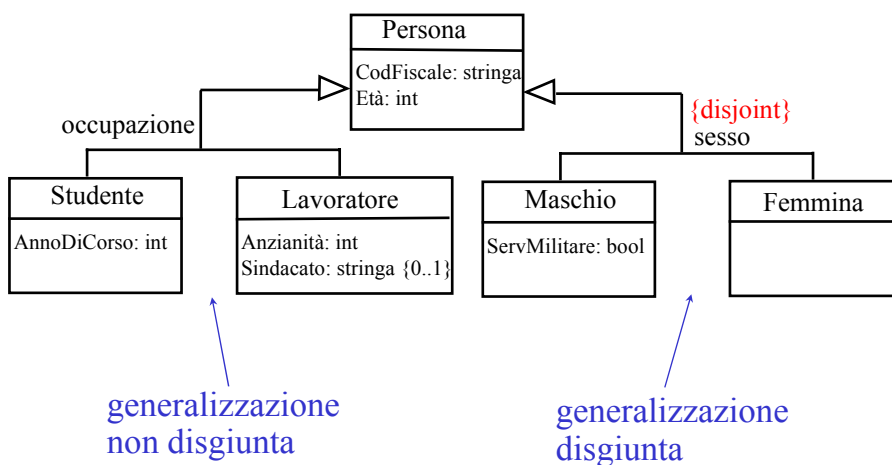 Persona
CodFiscale: stringa
Età: int
occupazione
{disjoint}
sesso
Studente
AnnoDiCorso: int
Lavoratore
Anzianità: int
Sindacato: stringa {0..1}
Maschio
ServMilitare: bool
Femmina
generalizzazione
non disgiunta
generalizzazione
disgiunta